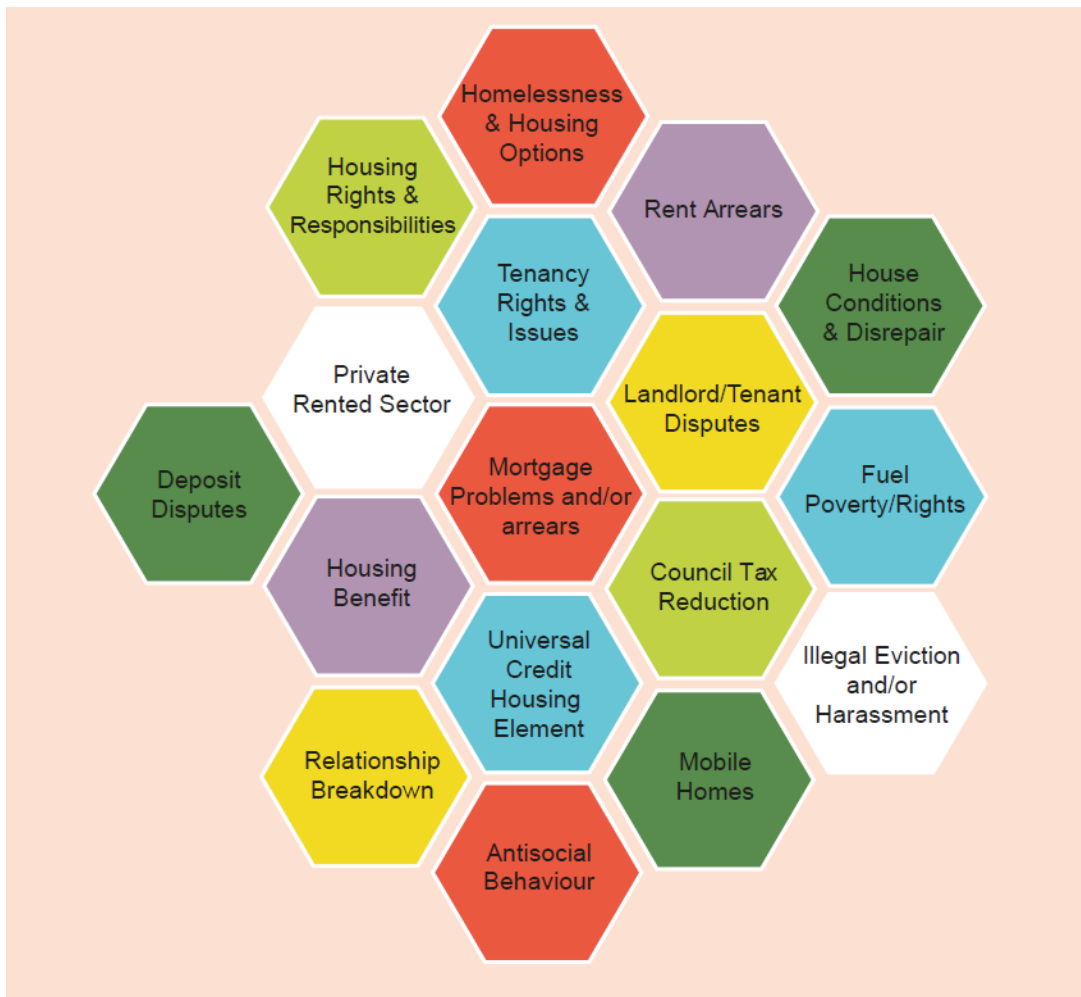 Homelessness
& Housing
Options
Housing
Rights &
Responsibilities
Rent Arrears
Tenancy
Rights &
Issues
House
Conditions
& Disrepair
Private
Rented Sector
Landlord/Tenant
Disputes
Deposit
Disputes
Mortgage
Problems and/or
arrears
Fuel
Poverty/Rights
Housing
Benefit
Council Tax
Reduction
Universal
Credit
Housing
Element
Illegal Eviction
and/or
Harassment
Relationship
Breakdown
Mobile
Homes
Antisocial
Behaviour